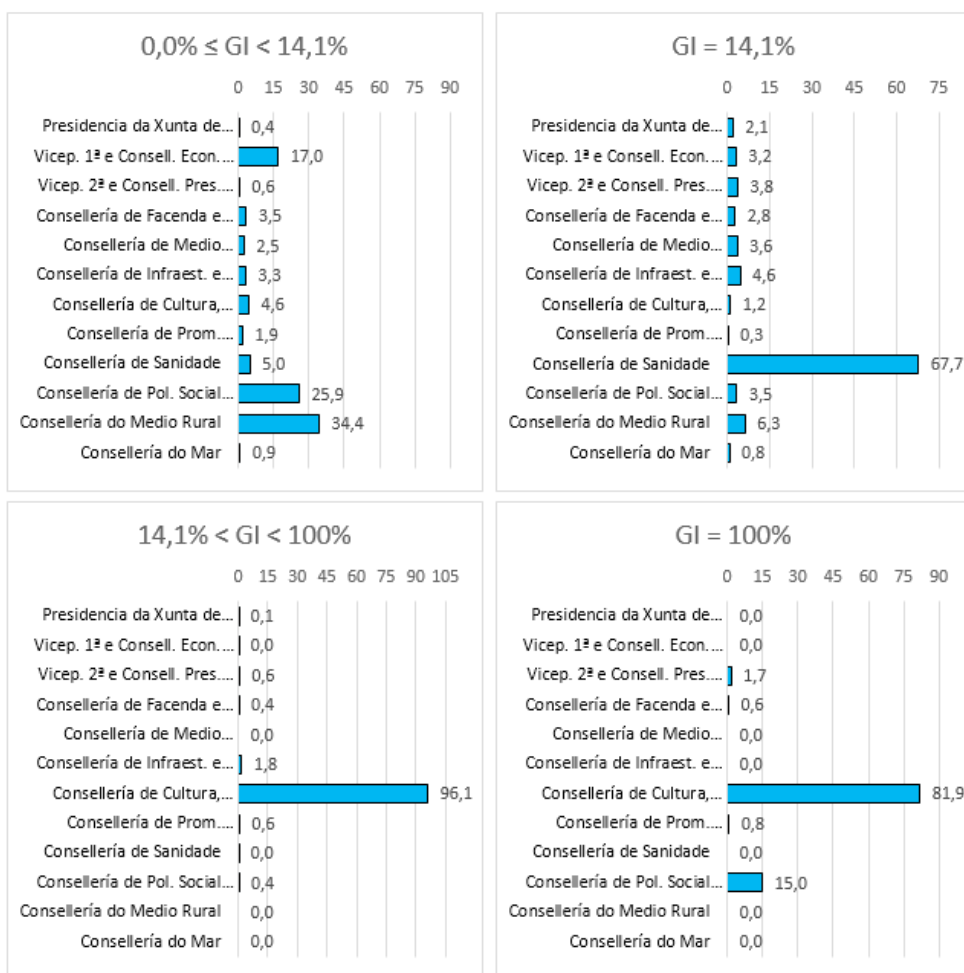 0,0% ≤ GI < 14,1%
0 15 30 45 60 75 90
Presidencia da Xunta de... 0,4
Vicep. 1ª e Consell. Econ.... 17,0
Vicep. 2ª e Consell. Pres.... 0,6
Consellería de Facenda e... 3,5
Consellería de Medio... 2,5
Consellería de Infraest. e... 3,3
Consellería de Cultura,... 4,6
Consellería de Prom.... 1,9
Consellería de Sanidade 5,0
Consellería de Pol. Social... 25,9
Consellería do Medio Rural 34,4
Consellería do Mar 0,9
GI = 14,1%
0 15 30 45 60 75
Presidencia da Xunta de... 2,1
Vicep. 1ª e Consell. Econ.... 3,2
Vicep. 2ª e Consell. Pres.... 3,8
Consellería de Facenda e... 2,8
Consellería de Medio... 3,6
Consellería de Infraest. e... 4,6
Consellería de Cultura,... 1,2
Consellería de Prom.... 0,3
Consellería de Sanidade 67,7
Consellería de Pol. Social... 3,5
Consellería do Medio Rural 6,3
Consellería do Mar 0,8
14,1% < GI < 100%
0 15 30 45 60 75 90 105
Presidencia da Xunta de... 0,1
Vicep. 1ª e Consell. Econ.... 0,0
Vicep. 2ª e Consell. Pres.... 0,6
Consellería de Facenda e... 0,4
Consellería de Medio... 0,0
Consellería de Infraest. e... 1,8
Consellería de Cultura,... 96,1
Consellería de Prom.... 0,6
Consellería de Sanidade 0,0
Consellería de Pol. Social... 0,4
Consellería do Medio Rural 0,0
Consellería do Mar 0,0
GI = 100%
0 15 30 45 60 75 90
Presidencia da Xunta de... 0,0
Vicep. 1ª e Consell. Econ.... 0,0
Vicep. 2ª e Consell. Pres.... 1,7
Consellería de Facenda e... 0,6
Consellería de Medio... 0,0
Consellería de Infraest. e... 0,0
Consellería de Cultura,... 81,9
Consellería de Prom.... 0,8
Consellería de Sanidade 0,0
Consellería de Pol. Social... 15,0
Consellería do Medio Rural 0,0
Consellería do Mar 0,0